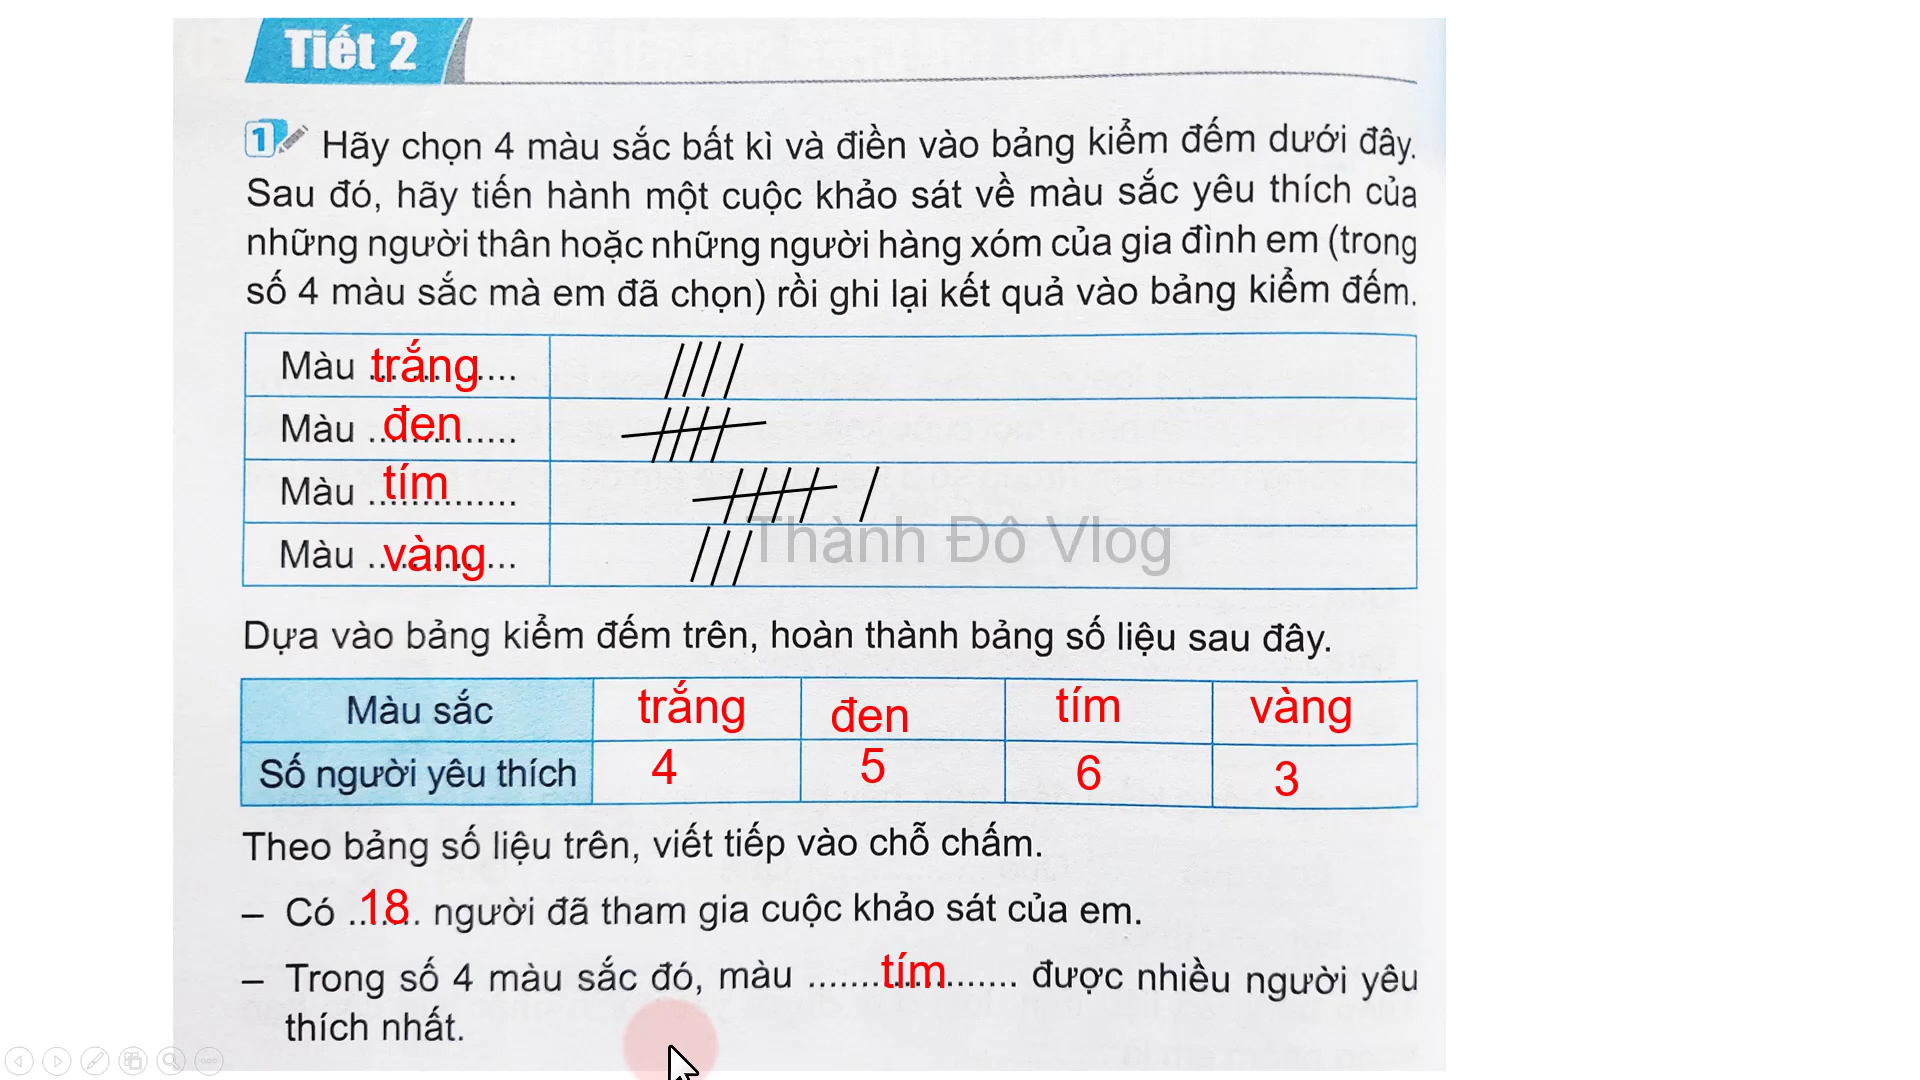 Tiết 2
1 Hãy chọn 4 màu sắc bất kì và điền vào bảng kiểm đếm dưới đây.
Sau đó, hãy tiến hành một cuộc khảo sát về màu sắc yêu thích của
những người thân hoặc những người hàng xóm của gia đình em (trong
số 4 màu sắc mà em đã chọn) rồi ghi lại kết quả vào bảng kiểm đếm.
Màu trắng
Màu đen
Màu tím
Màu vàng
Thành Đô Vlog
Dựa vào bảng kiểm đếm trên, hoàn thành bảng số liệu sau đây.
Màu sắc trắng đen tím vàng
Số người yêu thích 4 5 6 3
Theo bảng số liệu trên, viết tiếp vào chỗ chấm.
– Có 18 người đã tham gia cuộc khảo sát của em.
– Trong số 4 màu sắc đó, màu tím được nhiều người yêu
thích nhất.